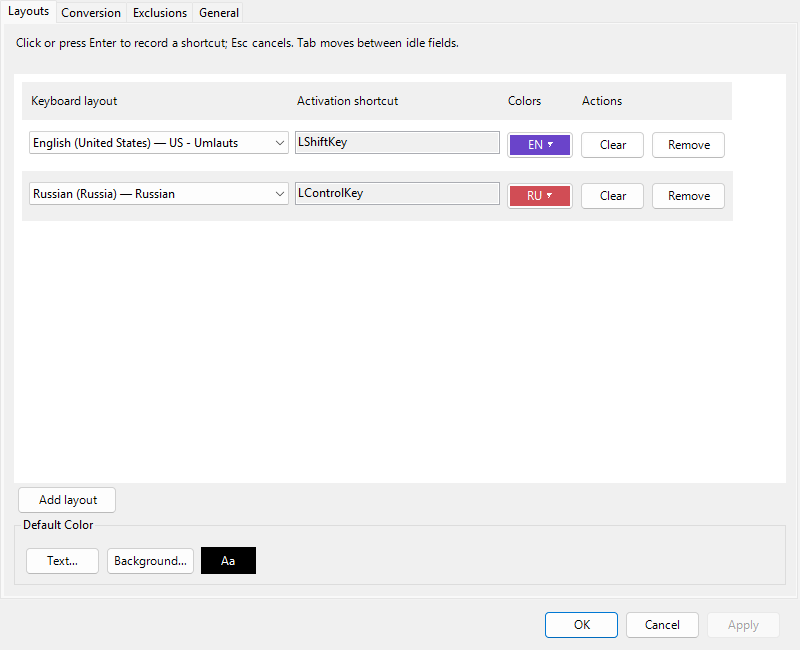 Layouts Conversion Exclusions General
Click or press Enter to record a shortcut; Esc cancels. Tab moves between idle fields.
Keyboard layout Activation shortcut Colors Actions
English (United States) — US - Umlauts LShiftKey EN Clear Remove
Russian (Russia) — Russian LControlKey RU Clear Remove
Add layout
Default Color
Text... Background... Aa
OK Cancel Apply